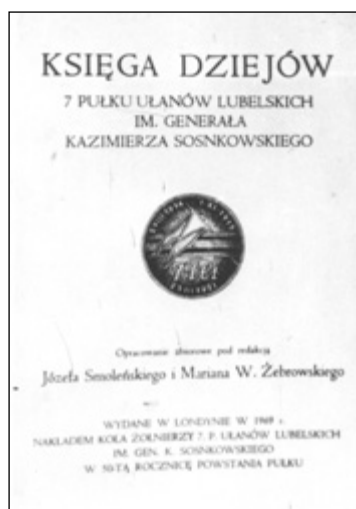 KSIĘGA DZIEJÓW
7 PUŁKU UŁANÓW LUBELSKICH
IM. GENERAŁA
KAZIMIERZA SOSNKOWSKIEGO
Opracowanie zbiorowe pod redakcją
Józefa Smoleńskiego i Mariana W. Żebrowskiego
WYDANE W LONDYNIE W 1969 r.
NAKŁADEM KOŁA ŻOŁNIERZY 7. P. UŁANÓW LUBELSKICH
IM. GEN. K. SOSNKOWSKIEGO
W 50-TĄ ROCZNICĘ POWSTANIA PUŁKU